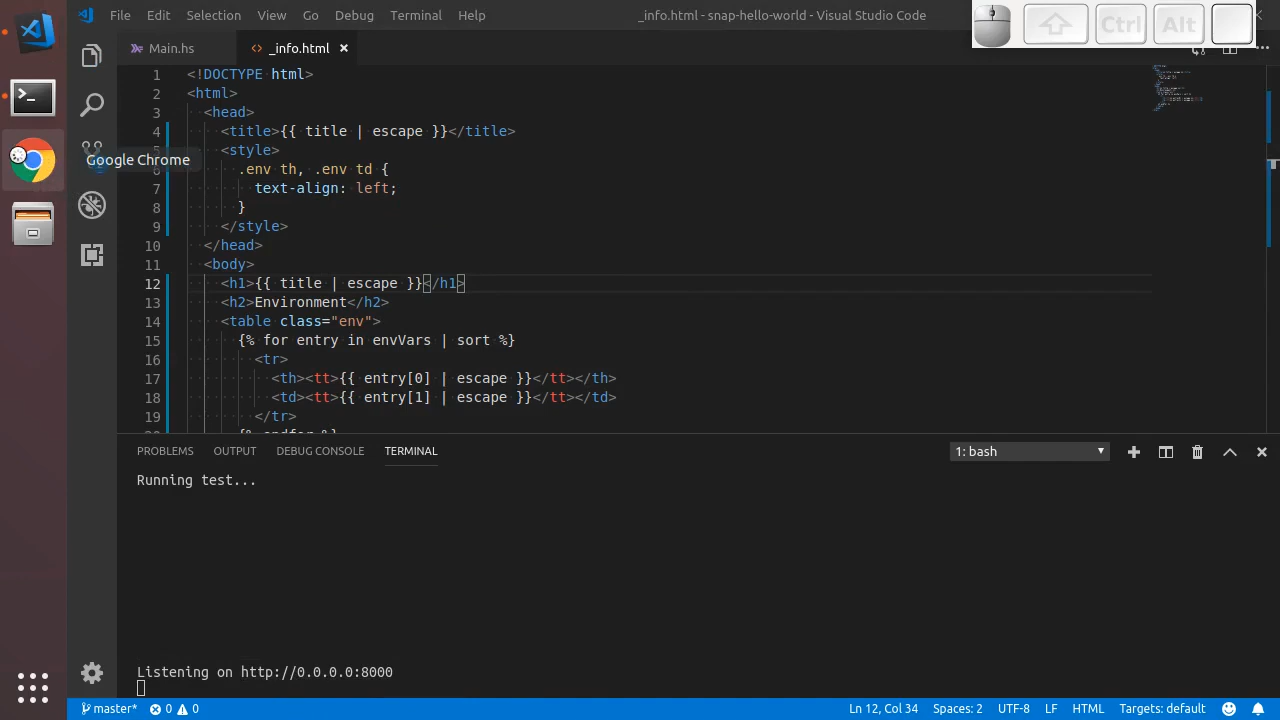 File Edit Selection View Go Debug Terminal Help
_info.html - snap-hello-world - Visual Studio Code
Ctrl Alt
Main.hs
_info.html
1 <!DOCTYPE html>
2 <html>
3 <head>
4 <title>{{ title | escape }}</title>
5 <style>
6 .env th, .env td {
7 text-align: left;
8 }
9 </style>
10 </head>
11 <body>
12 <h1>{{ title | escape }}</h1>
13 <h2>Environment</h2>
14 <table class="env">
15 {% for entry in envVars | sort %}
16 <tr>
17 <th><tt>{{ entry[0] | escape }}</tt></th>
18 <td><tt>{{ entry[1] | escape }}</tt></td>
19 </tr>
20 {% endfor %}
Google Chrome
PROBLEMS OUTPUT DEBUG CONSOLE TERMINAL
1: bash
Running test...
Listening on http://0.0.0.0:8000
master* 0 0
Ln 12, Col 34 Spaces: 2 UTF-8 LF HTML Targets: default